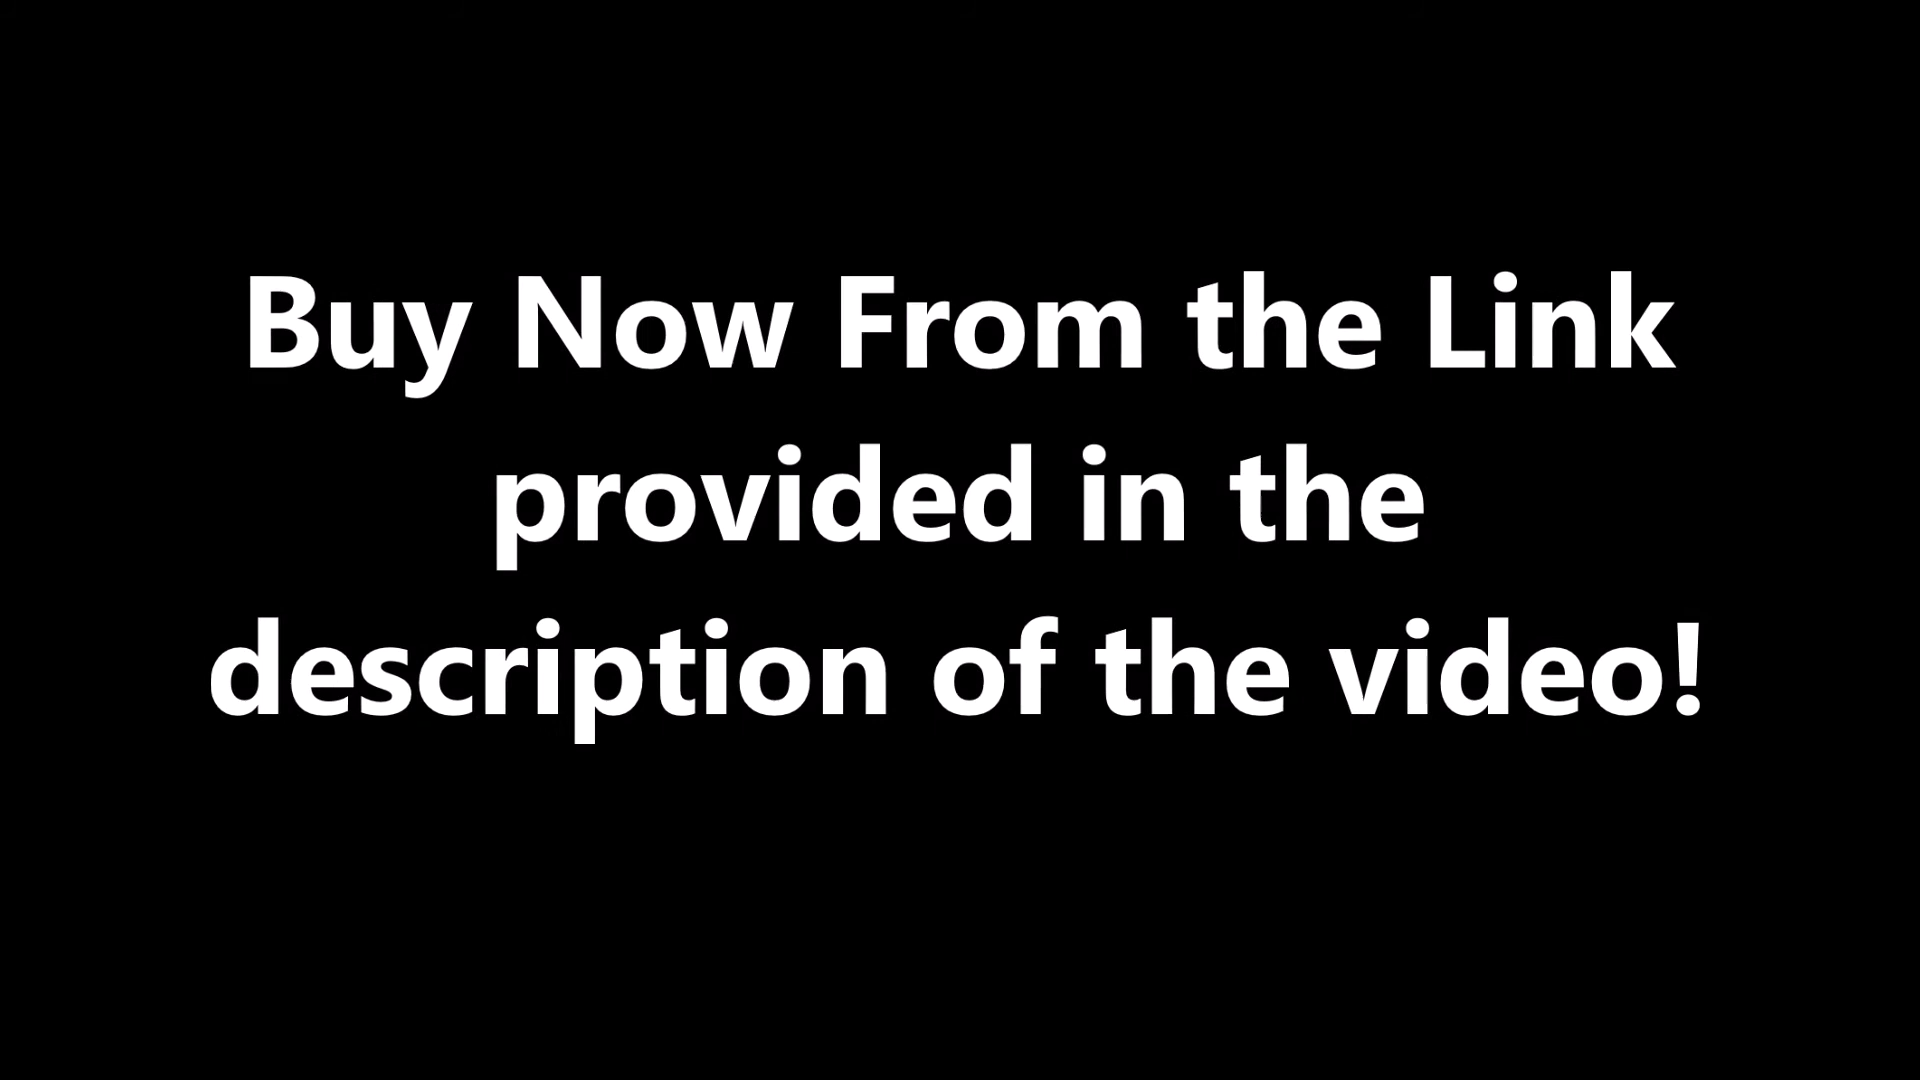 Buy Now From the Link
provided in the
description of the video!